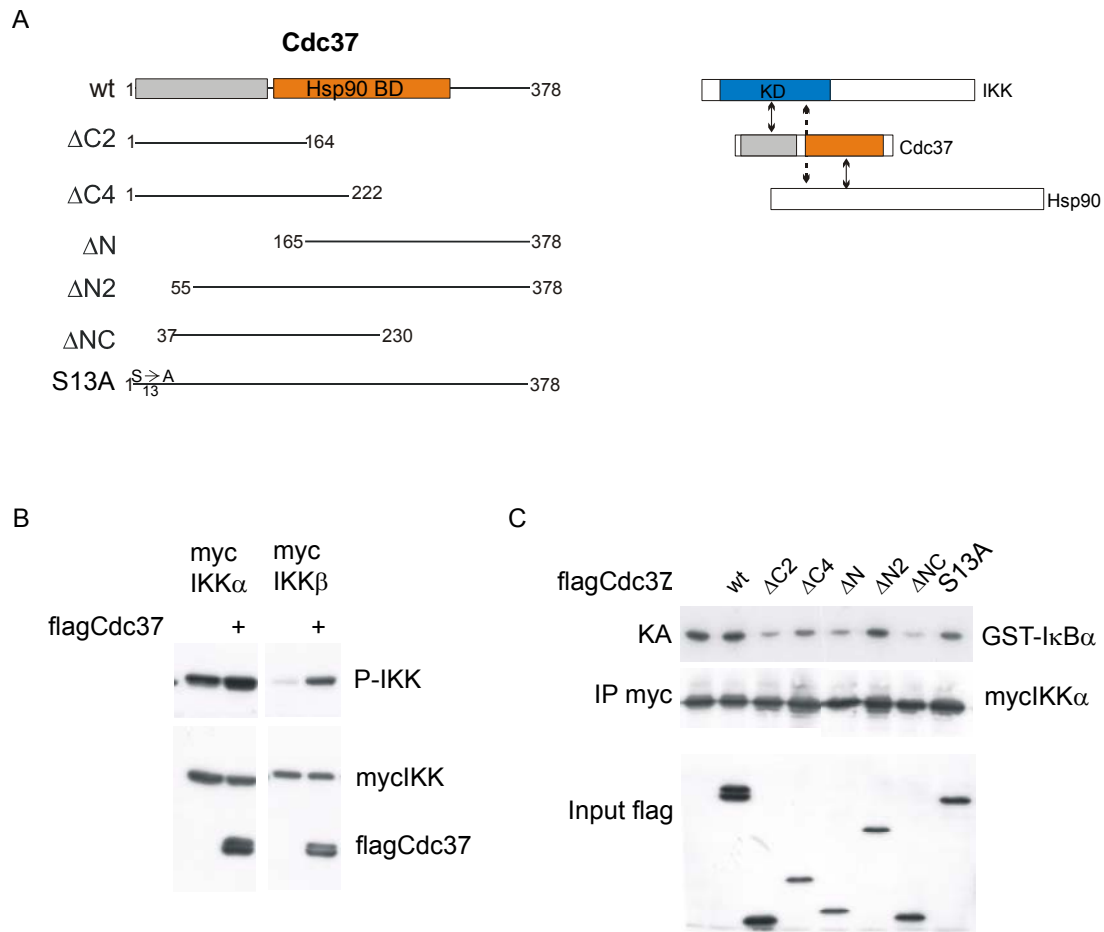 A
Cdc37
wt 1 Hsp90 BD 378
ΔC2 1 164
ΔC4 1 222
ΔN 165 378
ΔN2 55 378
ΔNC 37 230
S13A 1 S→A 13 378
KD IKK
Cdc37
Hsp90
B
myc IKKα
myc IKKβ
flagCdc37 + +
P-IKK
mycIKK
flagCdc37
C
flagCdc37 wt ΔC2 ΔC4 ΔN ΔN2 ΔNC S13A
KA GST-IκBα
IP myc mycIKKα
Input flag